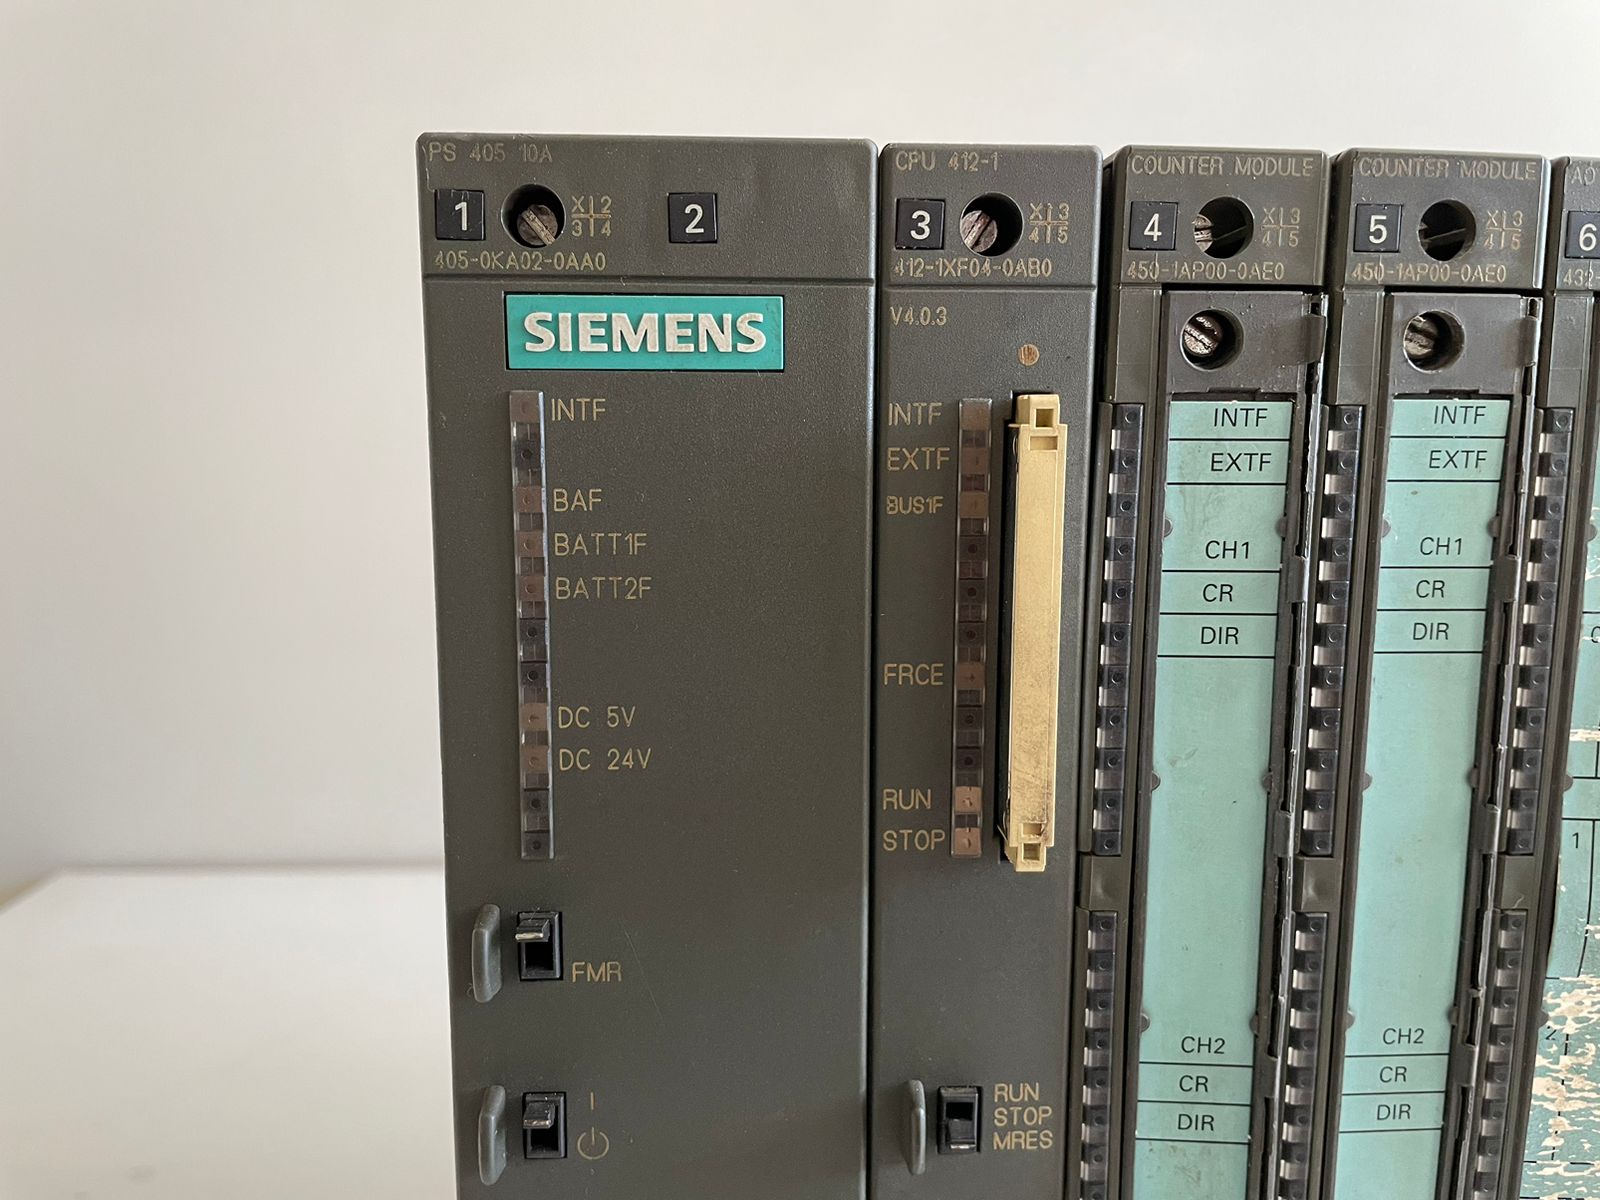 PS 405 10A
1
X 2
3 4
2
405-0KA02-0AA0
SIEMENS
INTF
BAF
BATT1F
BATT2F
DC 5V
DC 24V
FMR
I
CPU 412-1
3
X 3
4 5
412-1XF04-0AB0
V4.0.3
INTF
EXTF
BUS1F
FRCE
RUN
STOP
RUN
STOP
MRES
COUNTER MODULE
4
X 3
4 5
450-1AP00-0AE0
INTF
EXTF
CH1
CR
DIR
CH2
CR
DIR
COUNTER MODULE
5
X 3
4 5
450-1AP00-0AE0
INTF
EXTF
CH1
CR
DIR
CH2
CR
DIR
AO
6
432-
1
2